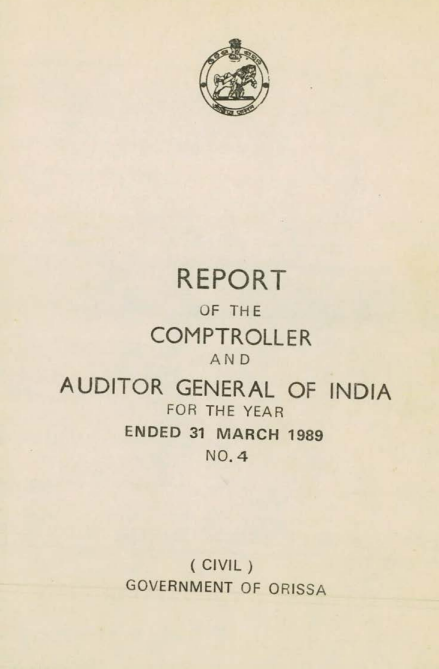 REPORT
OF THE
COMPTROLLER
AND
AUDITOR GENERAL OF INDIA
FOR THE YEAR
ENDED 31 MARCH 1989
NO. 4
( CIVIL )
GOVERNMENT OF ORISSA